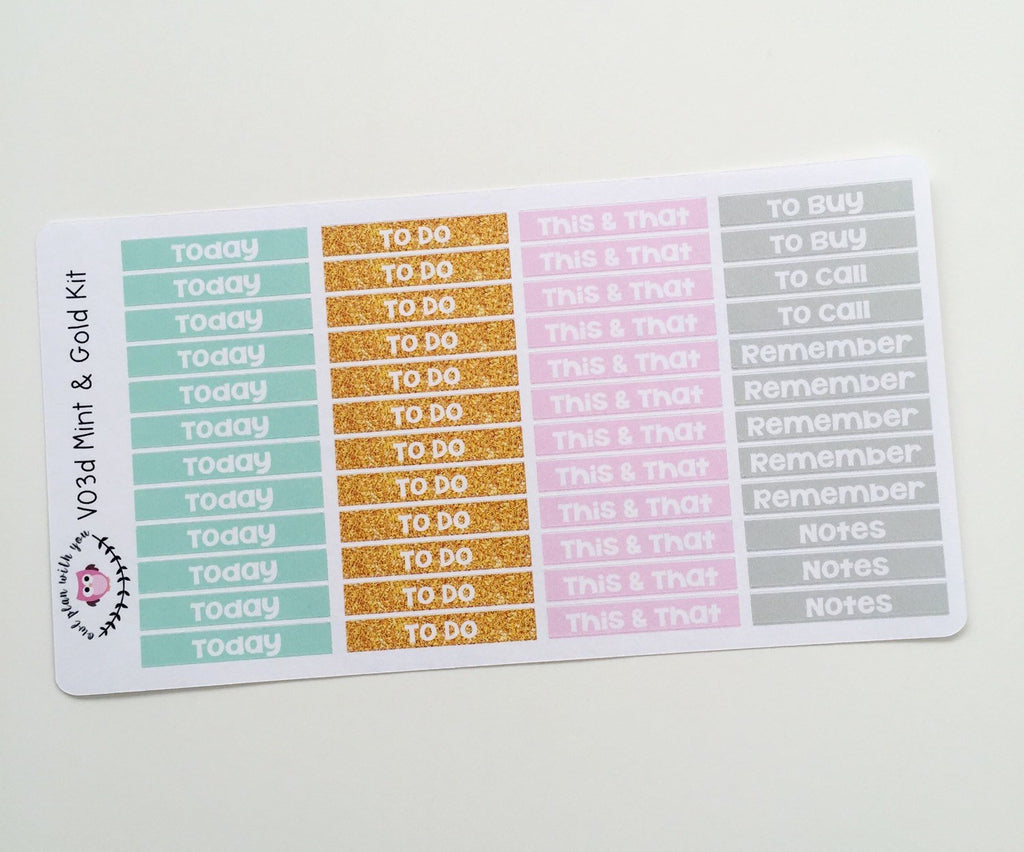 V03d Mint & Gold Kit
owl plan with you
Today
Today
Today
Today
Today
Today
Today
Today
Today
Today
Today
Today
TO DO
TO DO
TO DO
TO DO
TO DO
TO DO
TO DO
TO DO
TO DO
TO DO
TO DO
TO DO
This & That
This & That
This & That
This & That
This & That
This & That
This & That
This & That
This & That
This & That
This & That
This & That
To Buy
To Buy
To Call
To Call
Remember
Remember
Remember
Remember
Remember
Notes
Notes
Notes